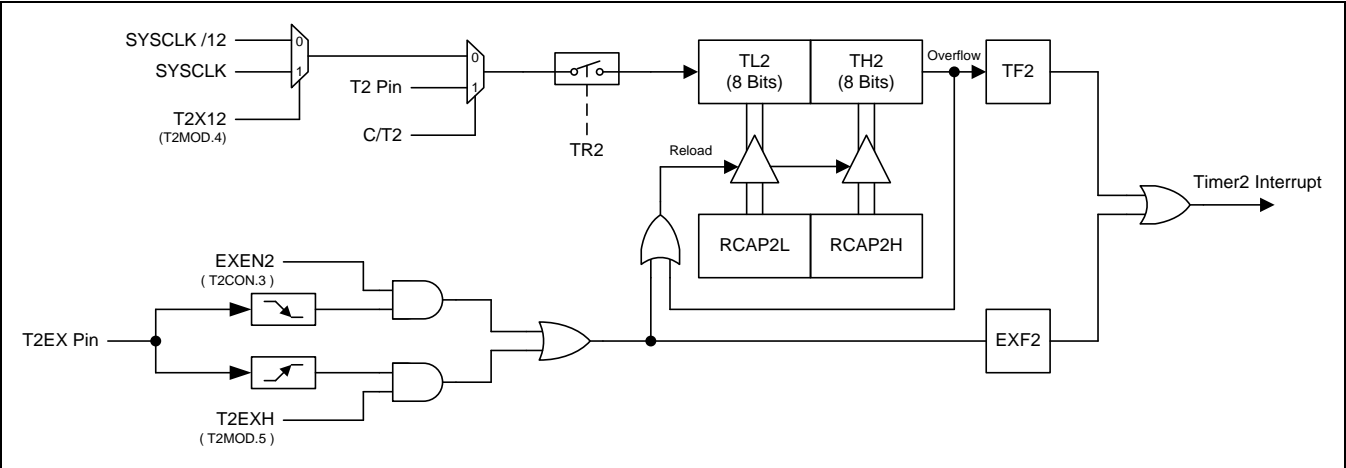 SYSCLK /12
0
SYSCLK
1
T2X12
(T2MOD.4)
0
T2 Pin
1
C/T2
TR2
TL2
(8 Bits)
TH2
(8 Bits)
Overflow
TF2
Reload
RCAP2L
RCAP2H
Timer2 Interrupt
EXEN2
( T2CON.3 )
T2EX Pin
EXF2
T2EXH
( T2MOD.5 )